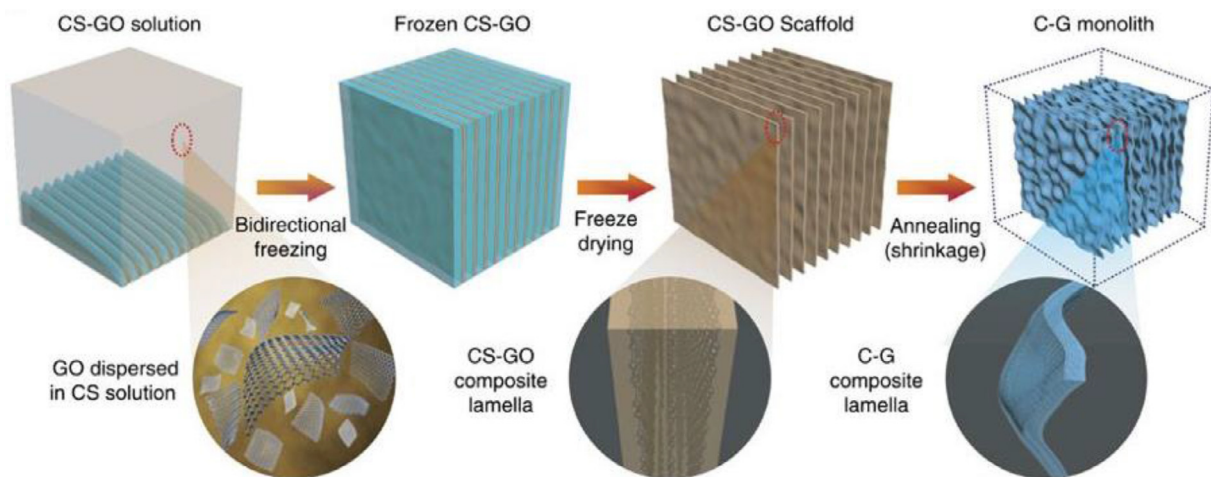 CS-GO solution
Frozen CS-GO
CS-GO Scaffold
C-G monolith
Bidirectional
freezing
Freeze
drying
Annealing
(shrinkage)
GO dispersed
in CS solution
CS-GO
composite
lamella
C-G
composite
lamella